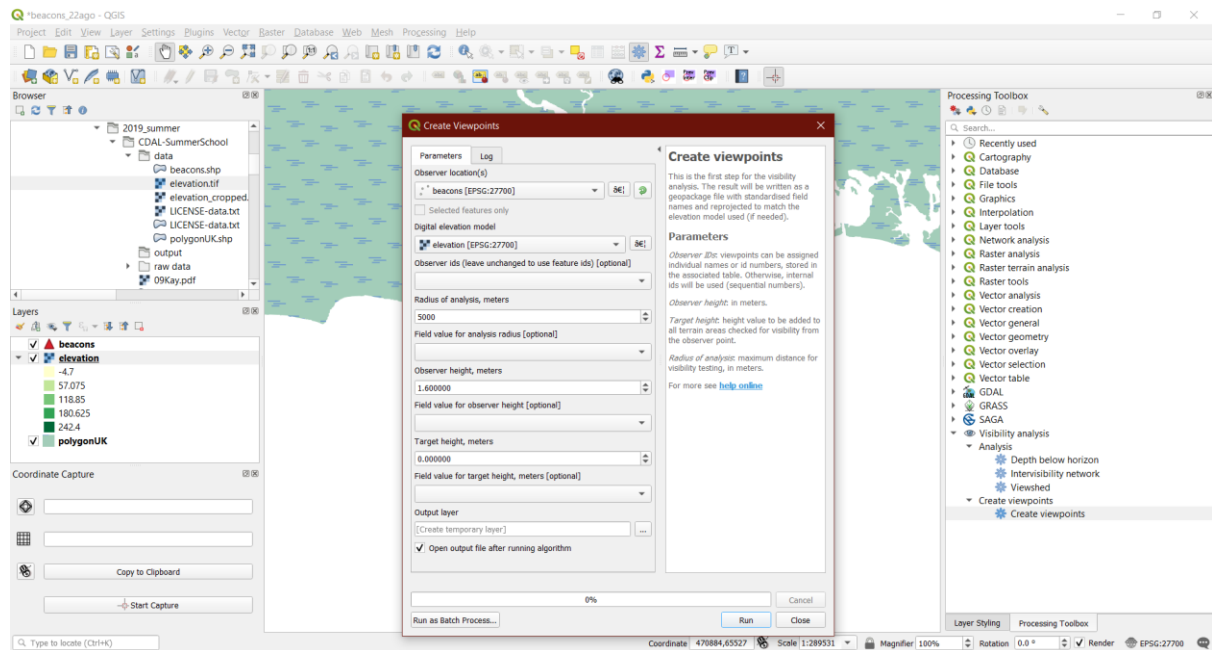 *beacons_22ago - QGIS
Project Edit View Layer Settings Plugins Vector Raster Database Web Mesh Processing Help
Browser
2019_summer
CDAL-SummerSchool
data
beacons.shp
elevation.tif
elevation_cropped.
LICENSE-data.txt
LICENSE-data.txt
polygonUK.shp
output
raw data
09Kay.pdf
Layers
beacons
elevation
-4.7
57.075
118.85
180.625
242.4
polygonUK
Coordinate Capture
Copy to Clipboard
Start Capture
Type to locate (Ctrl+K)
Create Viewpoints
Parameters Log
Observer location(s)
beacons [EPSG:27700]
â€¦
Selected features only
Digital elevation model
elevation [EPSG:27700]
â€¦
Observer ids (leave unchanged to use feature ids) [optional]
Radius of analysis, meters
5000
Field value for analysis radius [optional]
Observer height, meters
1.600000
Field value for observer height [optional]
Target height, meters
0.000000
Field value for target height, meters [optional]
Output layer
[Create temporary layer]
...
Open output file after running algorithm
0%
Cancel
Run as Batch Process...
Run
Close
Create viewpoints
This is the first step for the visibility
analysis. The result will be written as a
geopackage file with standardised field
names and reprojected to match the
elevation model used (if needed).
Parameters
Observer IDs: viewpoints can be assigned
individual names or id numbers, stored in
the associated table. Otherwise, internal
ids will be used (sequential numbers).
Observer height: in meters.
Target height: height value to be added to
all terrain areas checked for visibility from
the observer point.
Radius of analysis: maximum distance for
visibility testing, in meters.
For more see help online
Processing Toolbox
Search...
Recently used
Cartography
Database
File tools
Graphics
Interpolation
Layer tools
Network analysis
Raster analysis
Raster terrain analysis
Raster tools
Vector analysis
Vector creation
Vector general
Vector geometry
Vector overlay
Vector selection
Vector table
GDAL
GRASS
SAGA
Visibility analysis
Analysis
Depth below horizon
Intervisibility network
Viewshed
Create viewpoints
Create viewpoints
Layer Styling Processing Toolbox
Coordinate 470884,65527 Scale 1:289531 Magnifier 100% Rotation 0.0 ° Render EPSG:27700